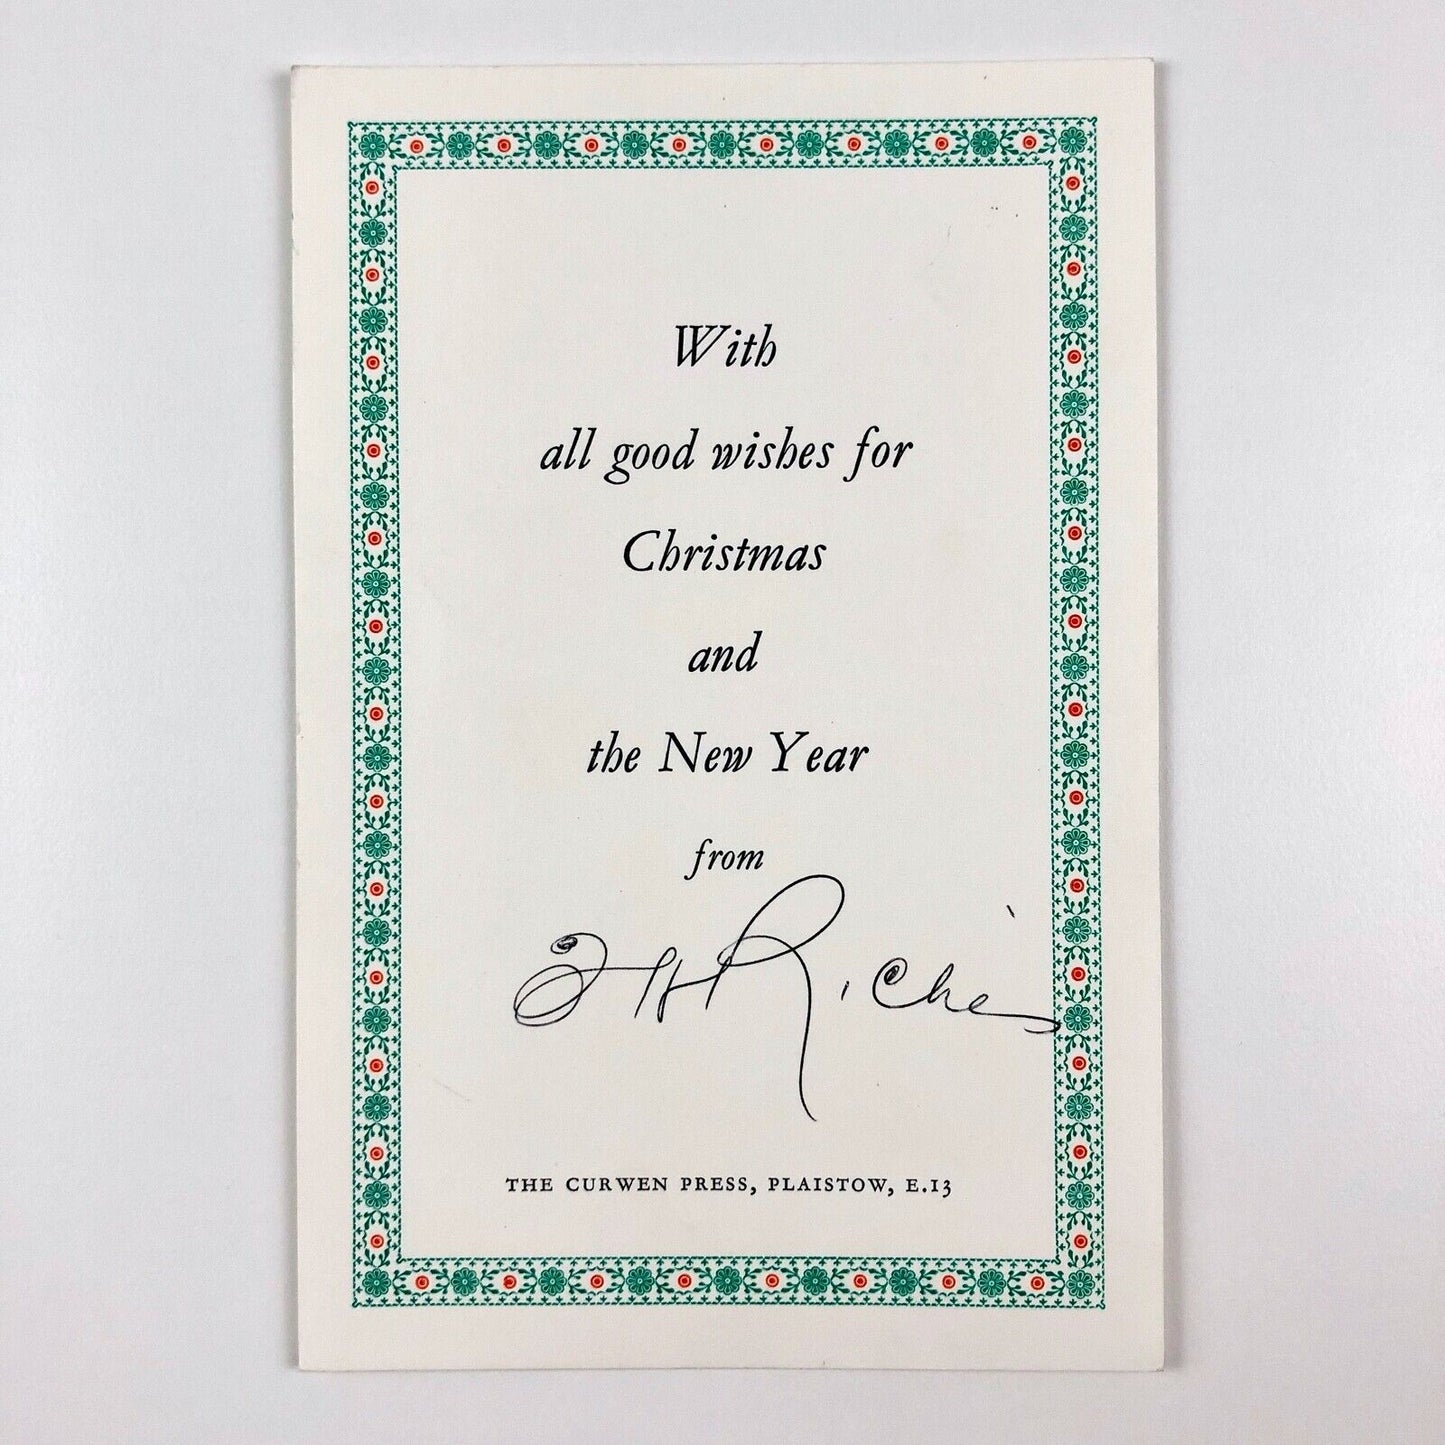 With
all good wishes for
Christmas
and
the New Year
from
THE CURWEN PRESS, PLAISTOW, E.13